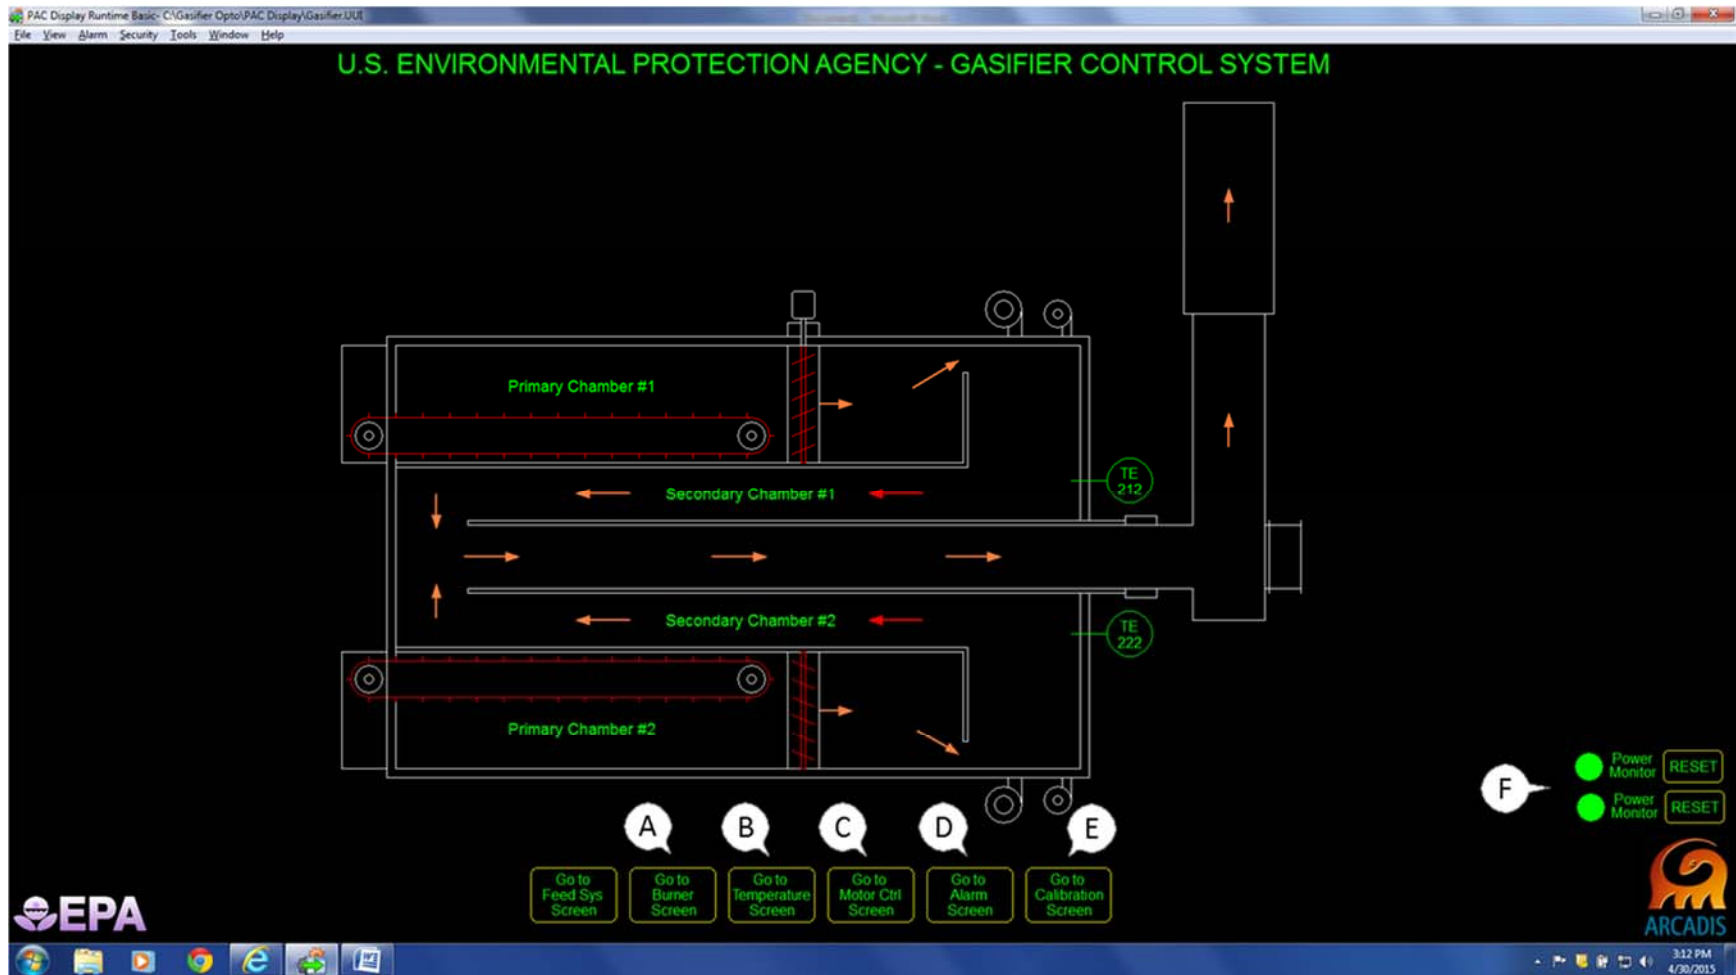 PAC Display Runtime Basic- C:\Gasifier Opto\PAC Display\Gasifier.UUI
File View Alarm Security Tools Window Help
U.S. ENVIRONMENTAL PROTECTION AGENCY - GASIFIER CONTROL SYSTEM
Primary Chamber #1
Secondary Chamber #1
TE
212
Secondary Chamber #2
TE
222
Primary Chamber #2
F
Power
Monitor
RESET
Power
Monitor
RESET
A
B
C
D
E
Go to
Feed Sys
Screen
Go to
Burner
Screen
Go to
Temperature
Screen
Go to
Motor Ctrl
Screen
Go to
Alarm
Screen
Go to
Calibration
Screen
EPA
ARCADIS
3:12 PM
4/30/2015